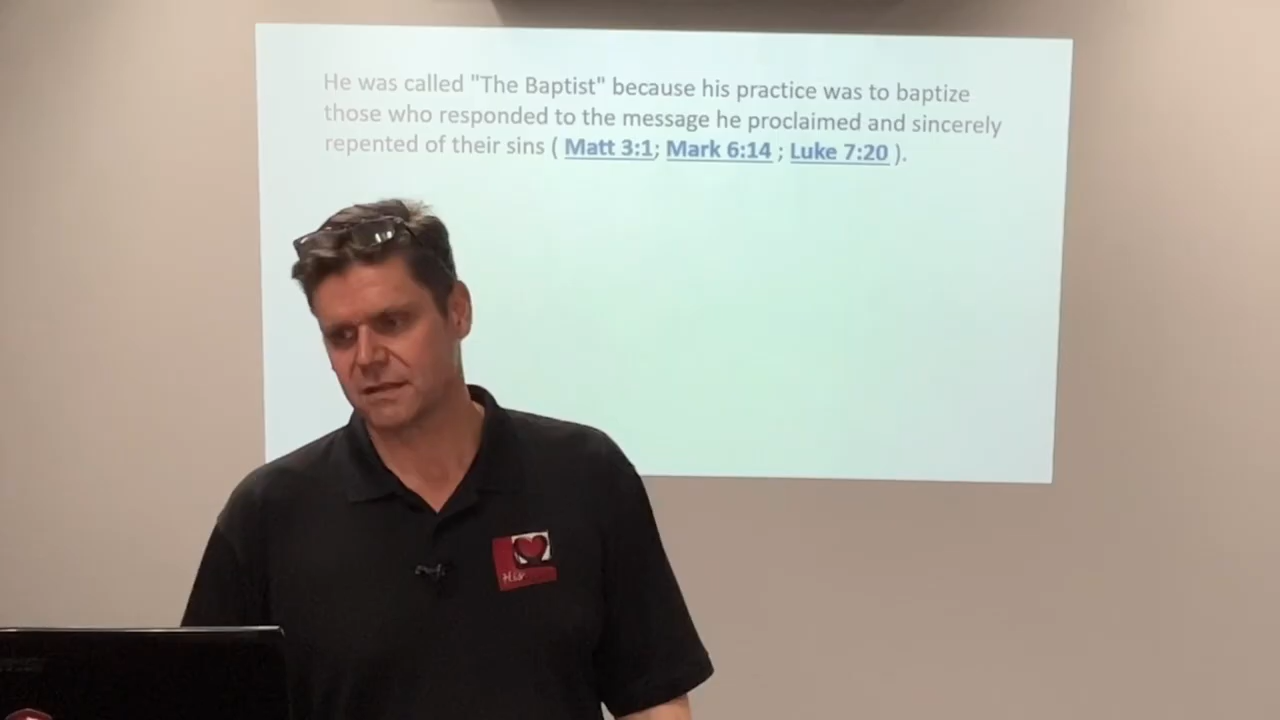 He was called "The Baptist" because his practice was to baptize
those who responded to the message he proclaimed and sincerely
repented of their sins ( Matt 3:1; Mark 6:14 ; Luke 7:20 ).
His